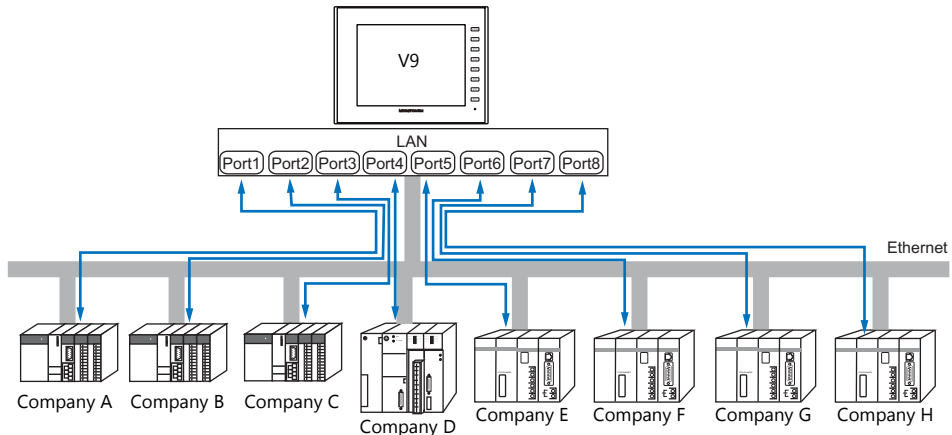 V9
LAN
Port1 Port2 Port3 Port4 Port5 Port6 Port7 Port8
Ethernet
Company A Company B Company C Company D Company E Company F Company G Company H